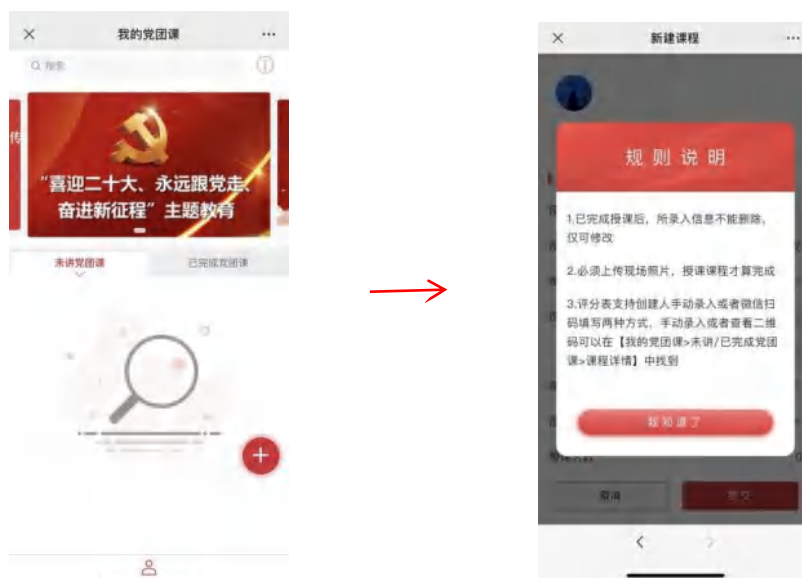 我的党团课
搜索
传
“喜迎二十大、永远跟党走、
奋进新征程”主题教育
未讲党团课
已完成党团课
新建课程
规则说明
1.已完成授课后，所录入信息不能删除，
仅可修改
2.必须上传现场照片，授课课程才算完成
3.评分表支持创建人手动录入或者微信扫
码填写两种方式，手动录入或者查看二维
码可以在【我的党团课>未讲/已完成党团
课>课程详情】中找到
我知道了
取消
提交